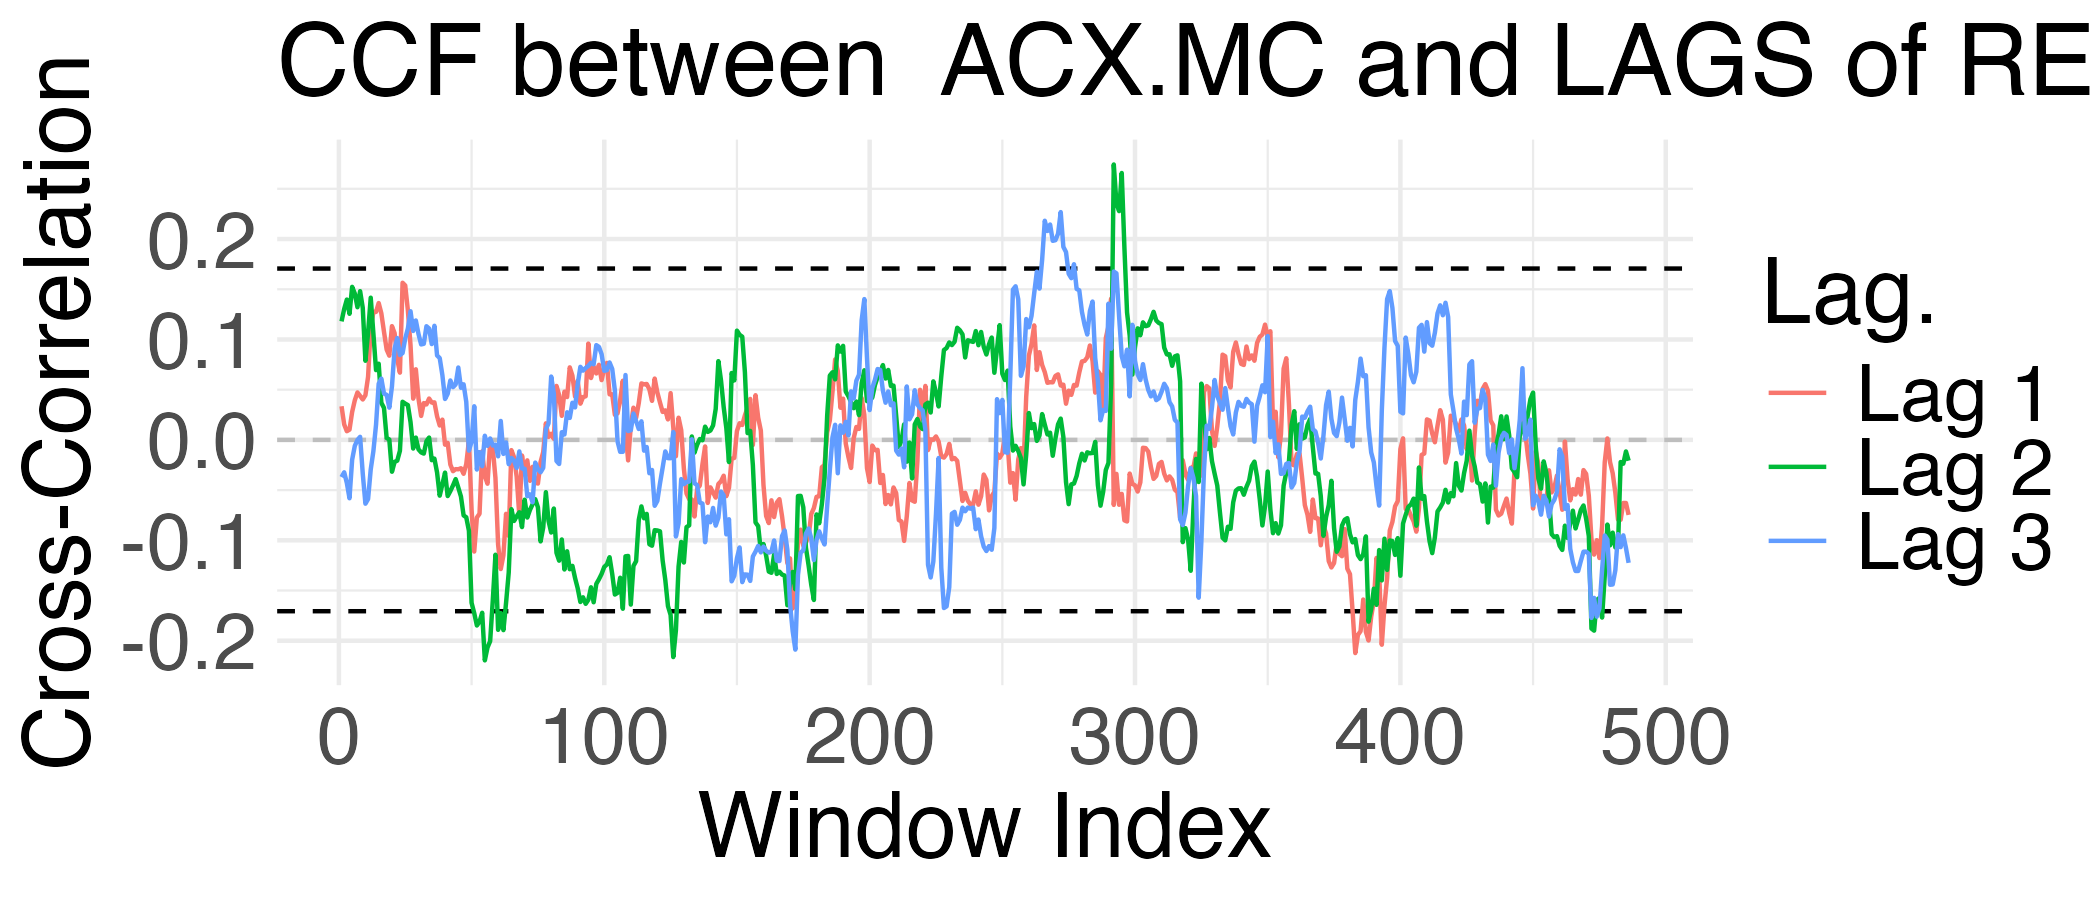 CCF between  ACX.MC and LAGS of RE
Cross-Correlation
0.2
0.1
0.0
-0.1
-0.2
0 100 200 300 400 500
Window Index
Lag.
Lag 1
Lag 2
Lag 3